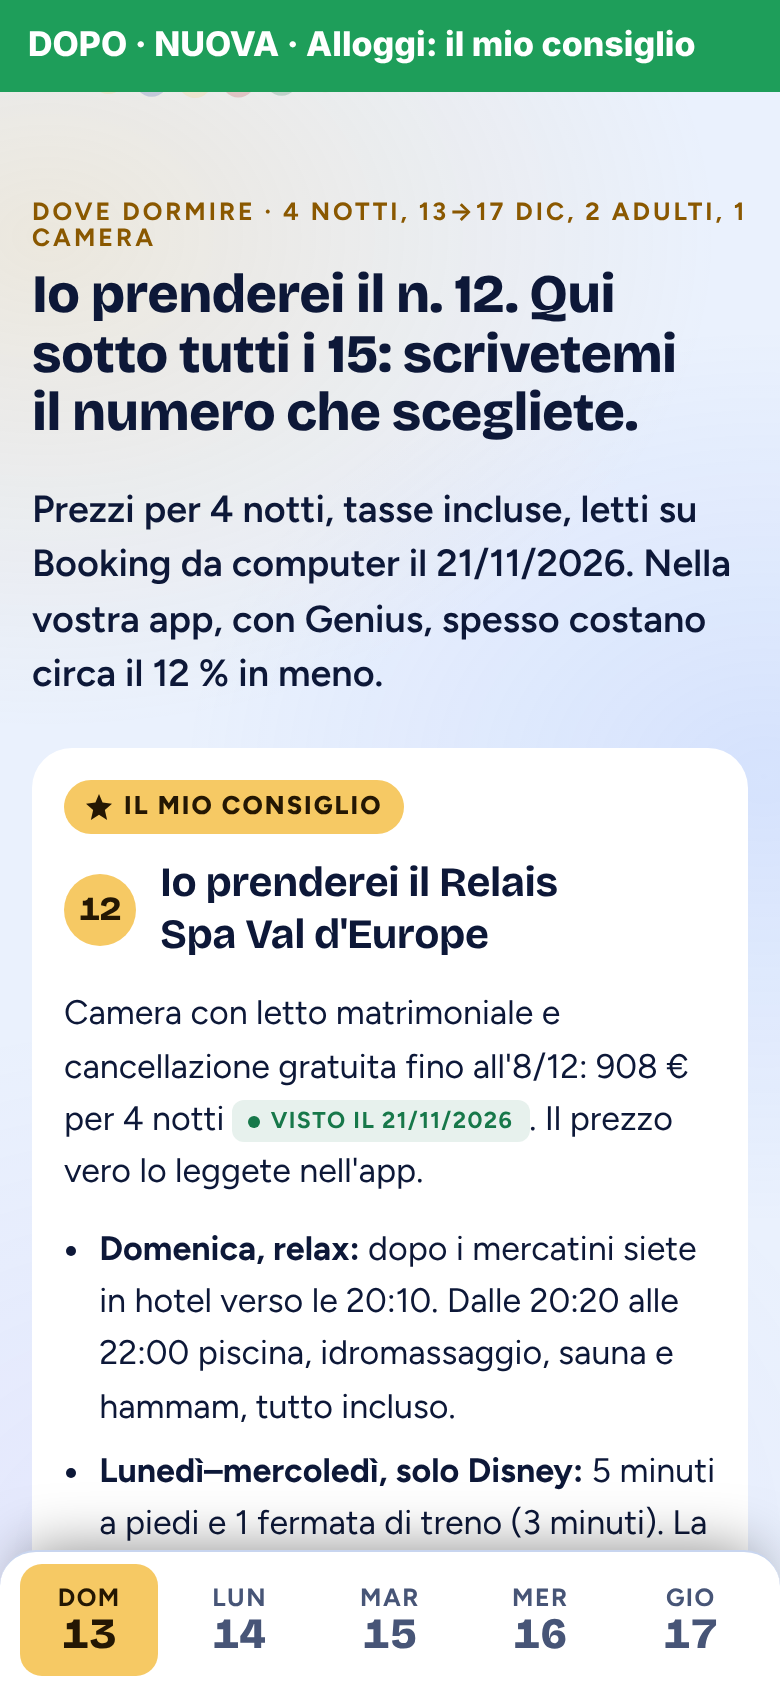 DOPO · NUOVA · Alloggi: il mio consiglio
DOVE DORMIRE · 4 NOTTI, 13→17 DIC, 2 ADULTI, 1
CAMERA
Io prenderei il n. 12. Qui
sotto tutti i 15: scrivetemi
il numero che scegliete.
Prezzi per 4 notti, tasse incluse, letti su
Booking da computer il 21/11/2026. Nella
vostra app, con Genius, spesso costano
circa il 12 % in meno.
★ IL MIO CONSIGLIO
12
Io prenderei il Relais
Spa Val d'Europe
Camera con letto matrimoniale e
cancellazione gratuita fino all'8/12: 908 €
per 4 notti • VISTO IL 21/11/2026. Il prezzo
vero lo leggete nell'app.
• Domenica, relax: dopo i mercatini siete
in hotel verso le 20:10. Dalle 20:20 alle
22:00 piscina, idromassaggio, sauna e
hammam, tutto incluso.
• Lunedì–mercoledì, solo Disney: 5 minuti
a piedi e 1 fermata di treno (3 minuti). La
DOM LUN MAR MER GIO
13 14 15 16 17